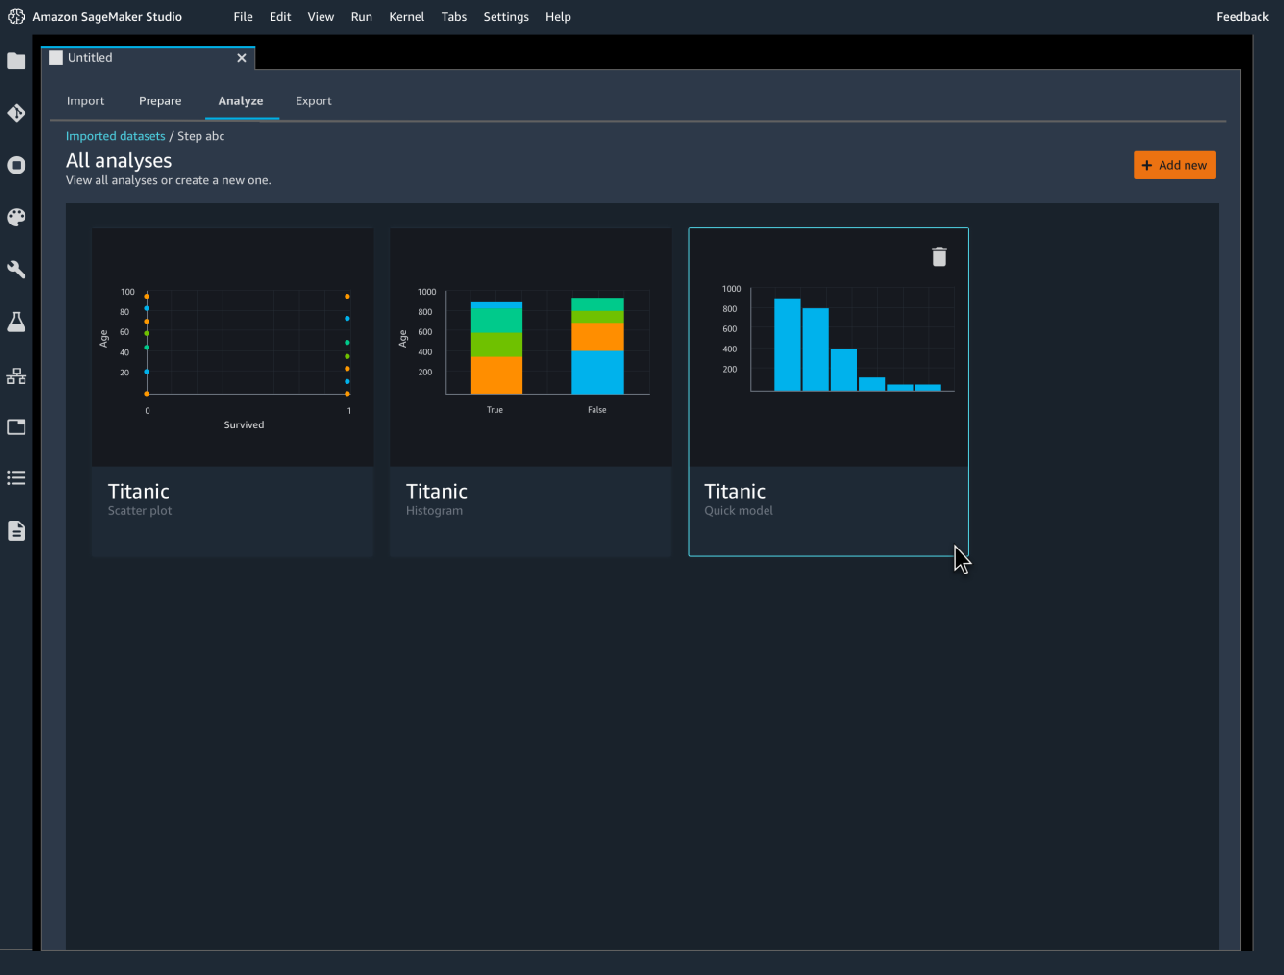 Amazon SageMaker Studio File Edit View Run Kernel Tabs Settings Help Feedback
Untitled
Import Prepare Analyze Export
Imported datasets / Step abc
All analyses
View all analyses or create a new one.
+ Add new
100
80
60
40
20
Age
0 1
Survived
1000
800
600
400
200
Age
True False
1000
800
600
400
200
Titanic
Scatter plot
Titanic
Histogram
Titanic
Quick model